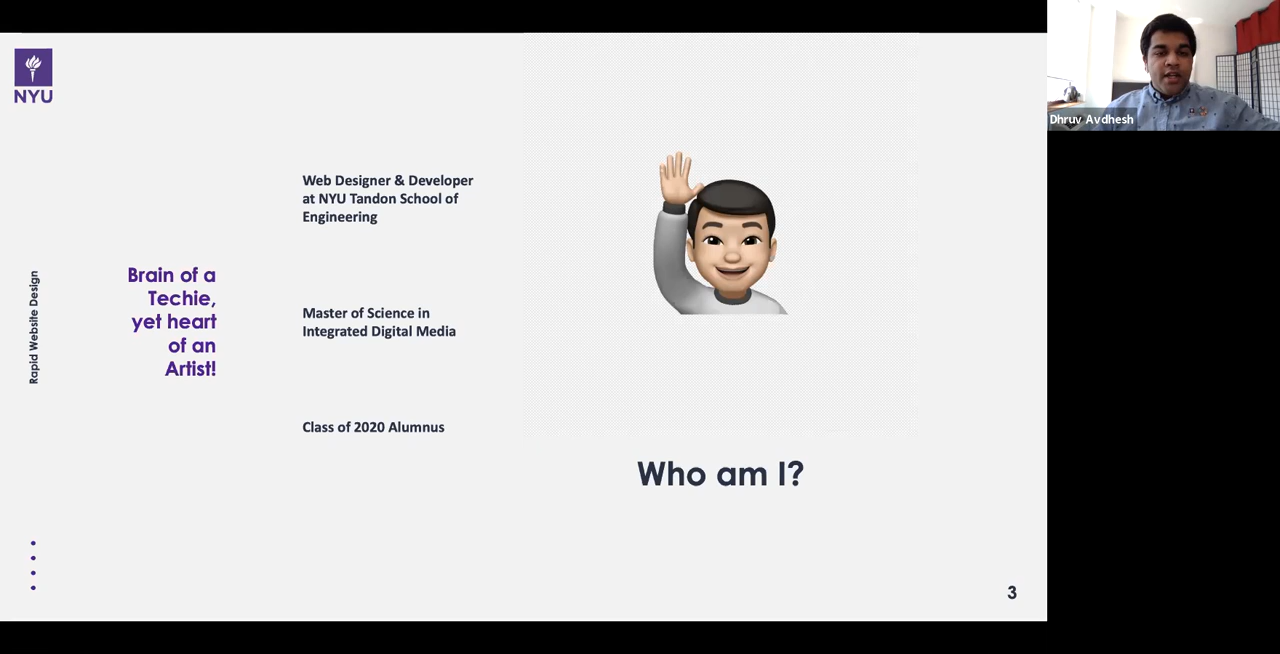 NYU
Rapid Website Design
Brain of a
Techie,
yet heart
of an
Artist!
Web Designer & Developer
at NYU Tandon School of
Engineering
Master of Science in
Integrated Digital Media
Class of 2020 Alumnus
Who am I?
3
Dhruv Avdhesh